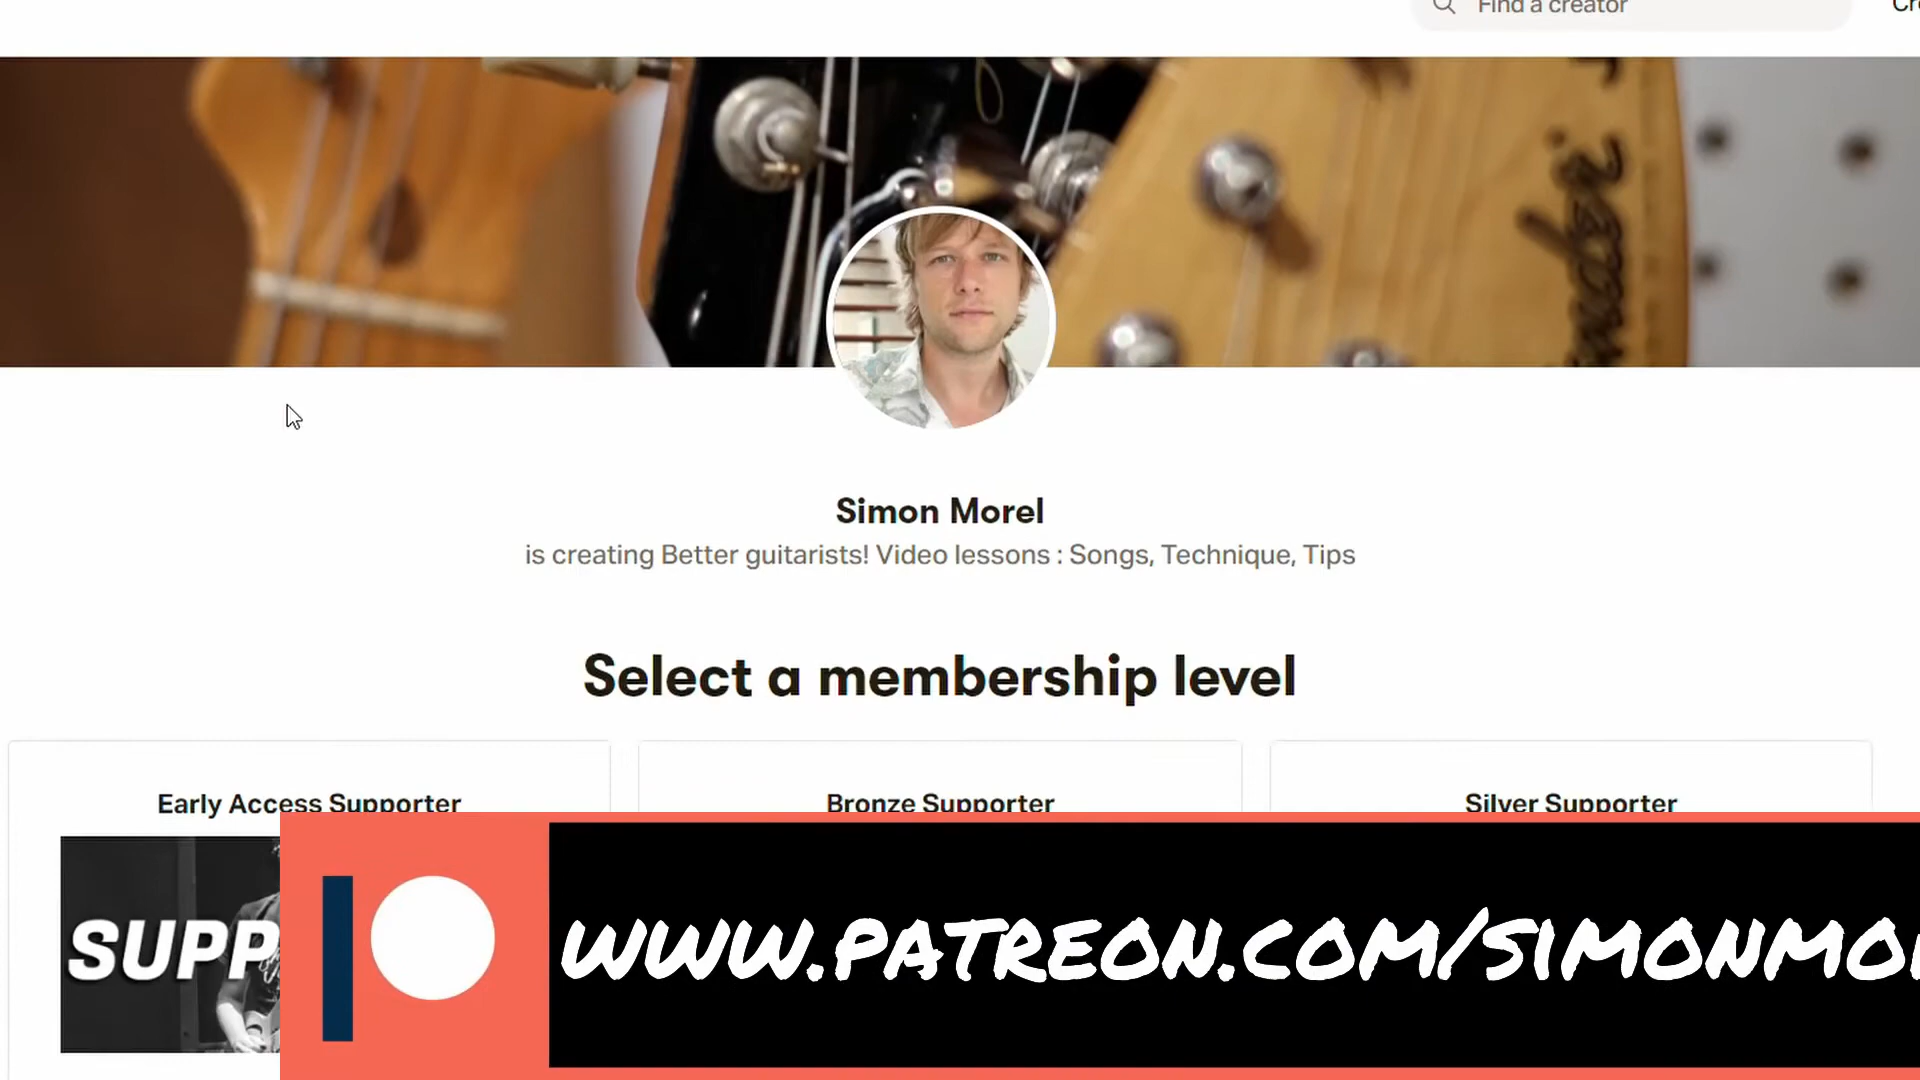 Find a creator
Simon Morel
is creating Better guitarists! Video lessons : Songs, Technique, Tips
Select a membership level
Early Access Supporter
Bronze Supporter
Silver Supporter
SUPP
WWW.PATREON.COM/SIMONMO